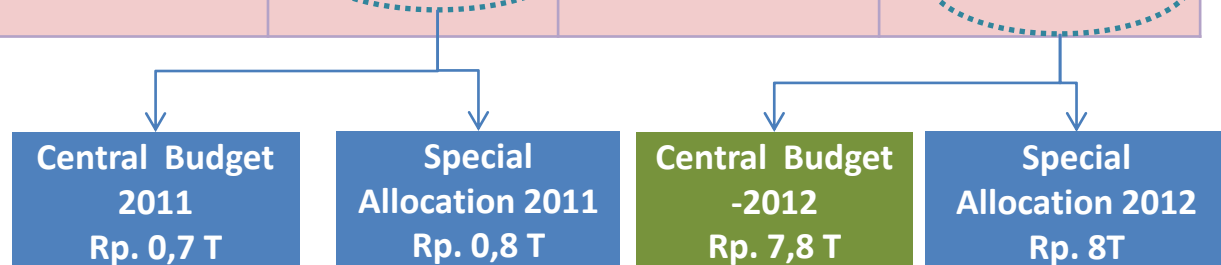 Central Budget
2011
Rp. 0,7 T
Special
Allocation 2011
Rp. 0,8 T
Central Budget
-2012
Rp. 7,8 T
Special
Allocation 2012
Rp. 8T